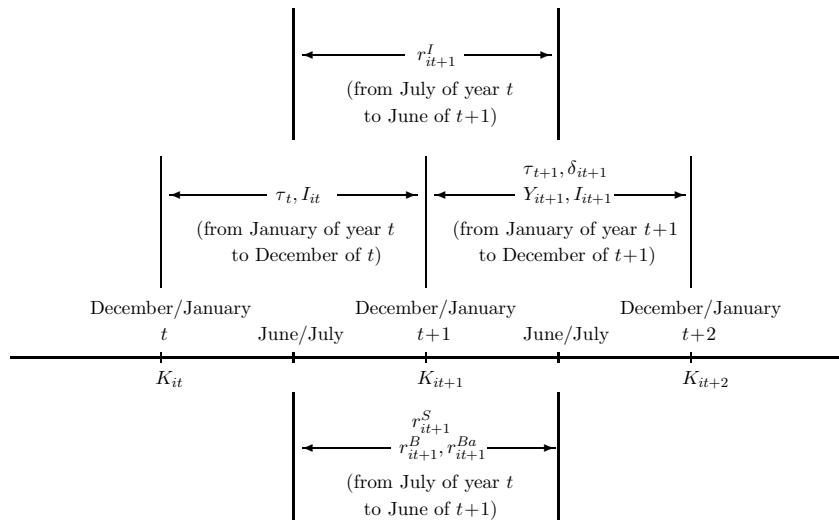 r^I_{it+1}
(from July of year t
to June of t+1)
τ_{t+1}, δ_{it+1}
τ_t, I_{it}
Y_{it+1}, I_{it+1}
(from January of year t
to December of t)
(from January of year t+1
to December of t+1)
December/January
December/January
December/January
t
June/July
t+1
June/July
t+2
K_{it}
K_{it+1}
K_{it+2}
r^S_{it+1}
r^B_{it+1}, r^{Ba}_{it+1}
(from July of year t
to June of t+1)